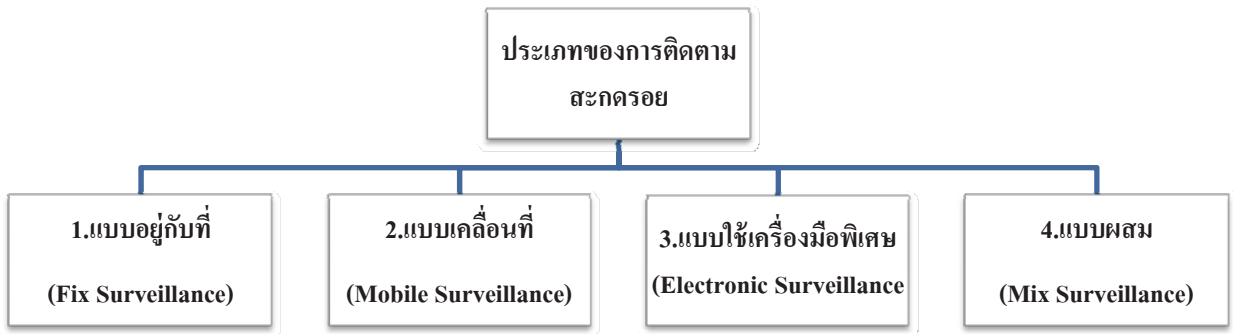 ประเภทของการติดตาม
สะกดรอย
1.แบบอยู่กับที่
(Fix Surveillance)
2.แบบเคลื่อนที่
(Mobile Surveillance)
3.แบบใช้เครื่องมือพิเศษ
(Electronic Surveillance
4.แบบผสม
(Mix Surveillance)